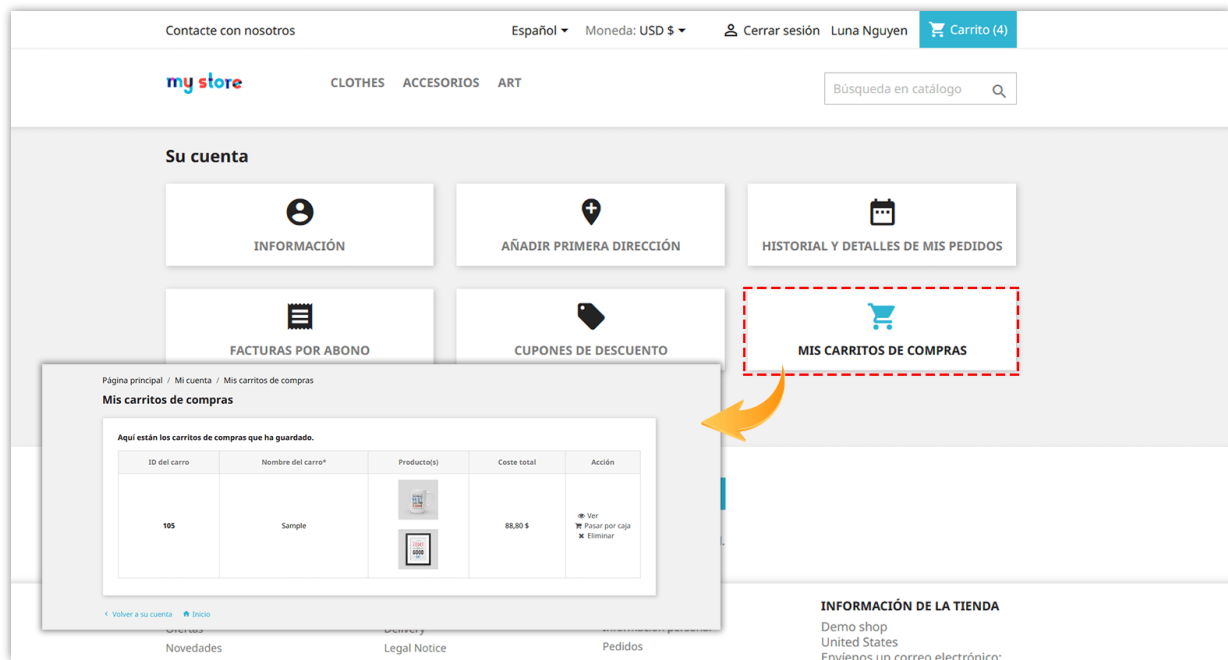 Contacte con nosotros
Español Moneda: USD $ Cerrar sesión Luna Nguyen Carrito (4)
my store CLOTHES ACCESORIOS ART Búsqueda en catálogo
Su cuenta
INFORMACIÓN AÑADIR PRIMERA DIRECCIÓN HISTORIAL Y DETALLES DE MIS PEDIDOS
FACTURAS POR ABONO CUPONES DE DESCUENTO MIS CARRITOS DE COMPRAS
Página principal / Mi cuenta / Mis carritos de compras
Mis carritos de compras
Aquí están los carritos de compras que ha guardado.
ID del carro Nombre del carro* Producto(s) Coste total Acción
105 Sample 88,80 $
Ver
Pasar por caja
Eliminar
Volver a su cuenta Inicio
INFORMACIÓN DE LA TIENDA
Demo shop
United States
Envíenos un correo electrónico:
Novedades Legal Notice Pedidos